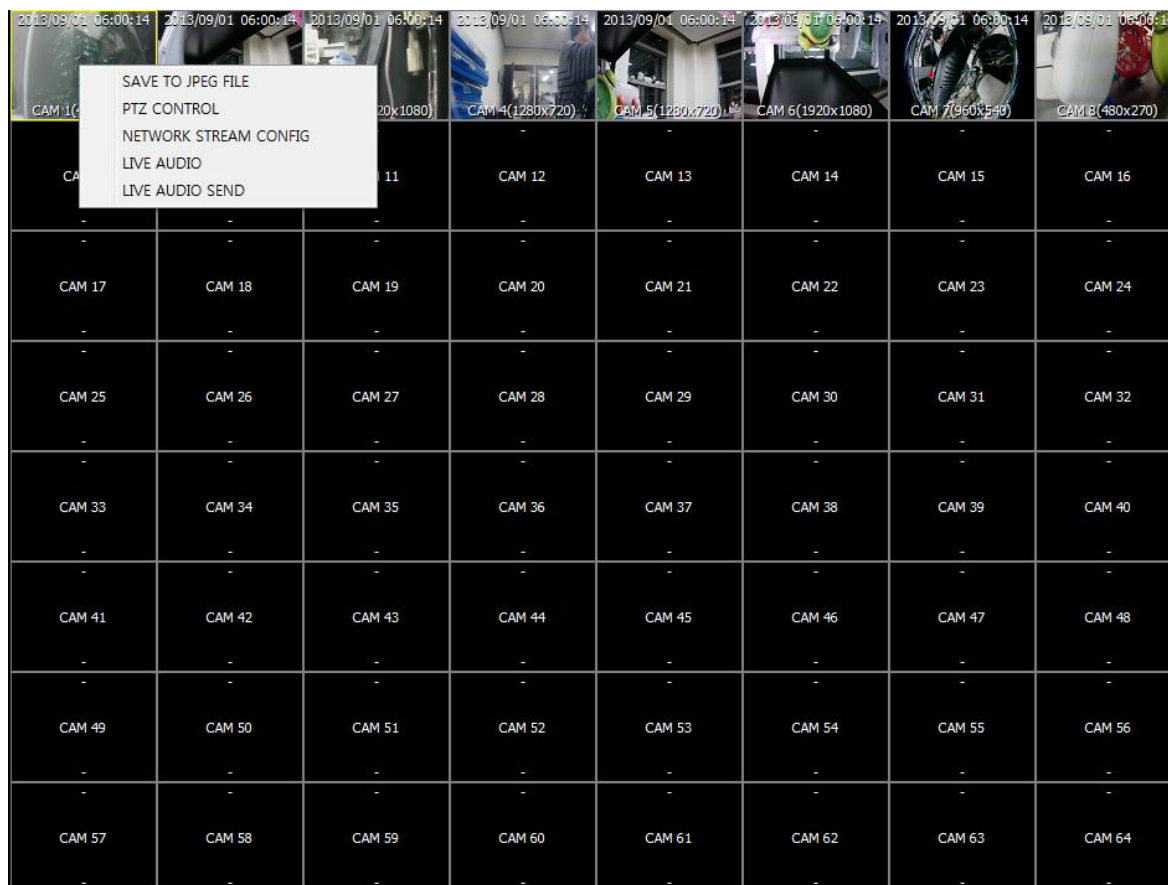 2013/09/01 06:00:14 2013/09/01 06:00:14 2013/09/01 06:00:14 2013/09/01 06:00:14 2013/09/01 06:00:14 2013/09/01 06:00:14 2013/09/01 06:00:14 2013/09/01
CAM 1( CAM 4(1280x720) CAM 5(1280x720) CAM 6(1920x1080) CAM 7(960x540) CAM 8(480x270)
SAVE TO JPEG FILE
PTZ CONTROL
NETWORK STREAM CONFIG
LIVE AUDIO
LIVE AUDIO SEND
11 CAM 12 CAM 13 CAM 14 CAM 15 CAM 16
CAM 17 CAM 18 CAM 19 CAM 20 CAM 21 CAM 22 CAM 23 CAM 24
CAM 25 CAM 26 CAM 27 CAM 28 CAM 29 CAM 30 CAM 31 CAM 32
CAM 33 CAM 34 CAM 35 CAM 36 CAM 37 CAM 38 CAM 39 CAM 40
CAM 41 CAM 42 CAM 43 CAM 44 CAM 45 CAM 46 CAM 47 CAM 48
CAM 49 CAM 50 CAM 51 CAM 52 CAM 53 CAM 54 CAM 55 CAM 56
CAM 57 CAM 58 CAM 59 CAM 60 CAM 61 CAM 62 CAM 63 CAM 64